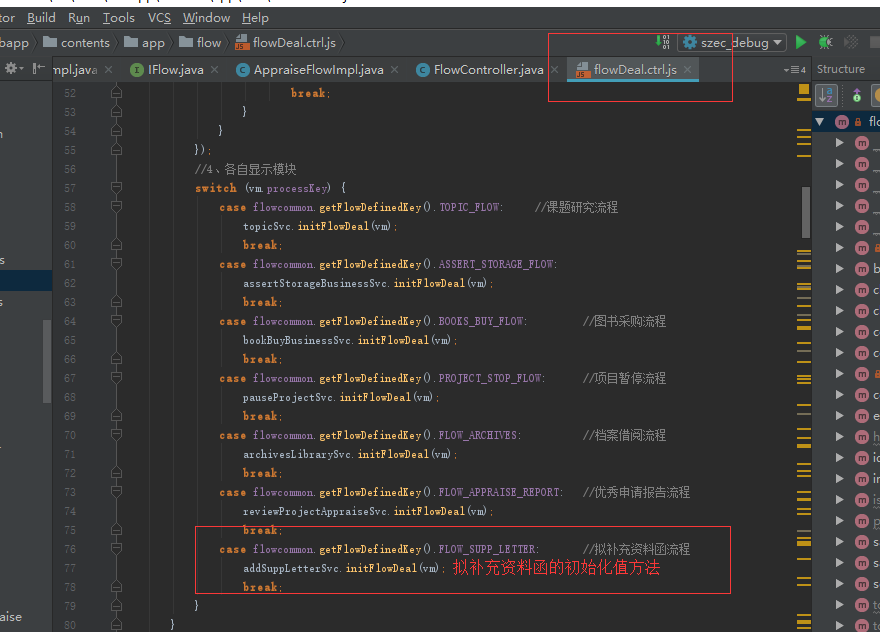 tor Build Run Tools VCS Window Help
bapp contents app flow flowDeal.ctrl.js szec_debug
mpl.java IFlow.java AppraiseFlowImpl.java FlowController.java flowDeal.ctrl.js 4 Structure
52 break;
53 }
54 }
55 });
56 //4、各自显示模块
57 switch (vm.processKey) {
58 case flowcommon.getFlowDefinedKey().TOPIC_FLOW: //课题研究流程
59 topicSvc.initFlowDeal(vm);
60 break;
61 case flowcommon.getFlowDefinedKey().ASSERT_STORAGE_FLOW:
62 assertStorageBusinessSvc.initFlowDeal(vm);
63 break;
64 case flowcommon.getFlowDefinedKey().BOOKS_BUY_FLOW: //图书采购流程
65 bookBuyBusinessSvc.initFlowDeal(vm);
66 break;
67 case flowcommon.getFlowDefinedKey().PROJECT_STOP_FLOW: //项目暂停流程
68 pauseProjectSvc.initFlowDeal(vm);
69 break;
70 case flowcommon.getFlowDefinedKey().FLOW_ARCHIVES: //档案借阅流程
71 archivesLibrarySvc.initFlowDeal(vm);
72 break;
73 case flowcommon.getFlowDefinedKey().FLOW_APPRAISE_REPORT: //优秀申请报告流程
74 reviewProjectAppraiseSvc.initFlowDeal(vm);
75 break;
76 case flowcommon.getFlowDefinedKey().FLOW_SUPP_LETTER: //拟补充资料函流程
77 addSuppLetterSvc.initFlowDeal(vm); 拟补充资料函的初始化值方法
78 break;
79 }
80 }
aise